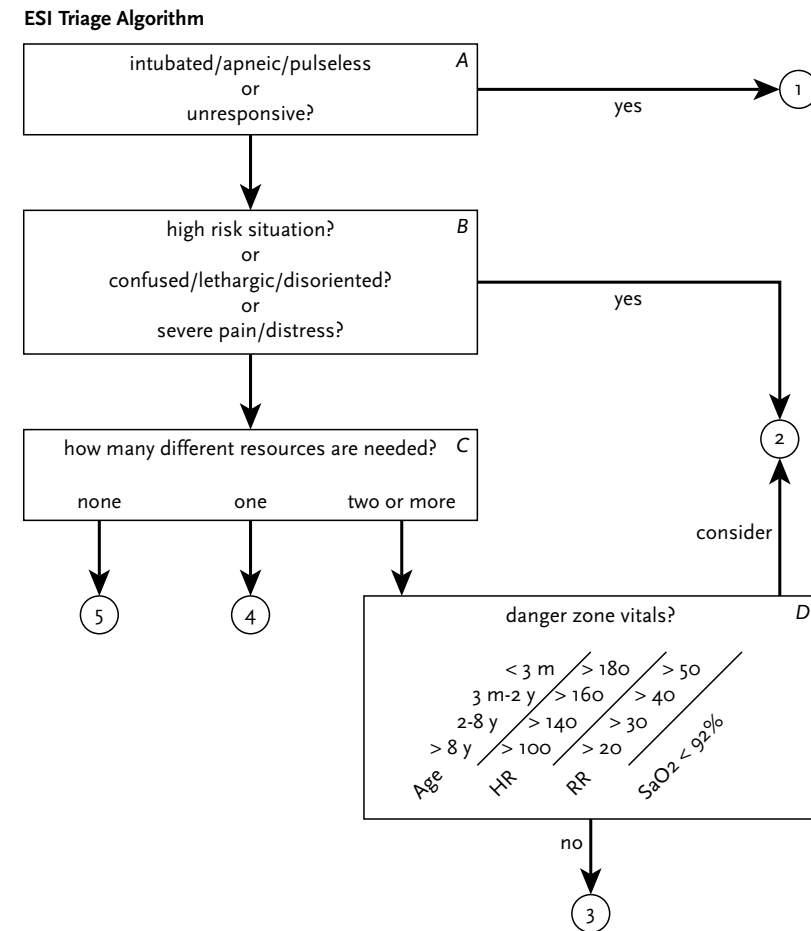 ESI Triage Algorithm
intubated/apneic/pulseless
A
or
unresponsive?
yes
1
high risk situation?
B
or
confused/lethargic/disoriented?
or
severe pain/distress?
yes
2
how many different resources are needed?
C
none one two or more
5
4
consider
danger zone vitals?
D
< 3 m > 180 > 50
3 m-2 y > 160 > 40
2-8 y > 140 > 30
> 8 y > 100 > 20
Age HR RR SaO2 < 92%
no
3